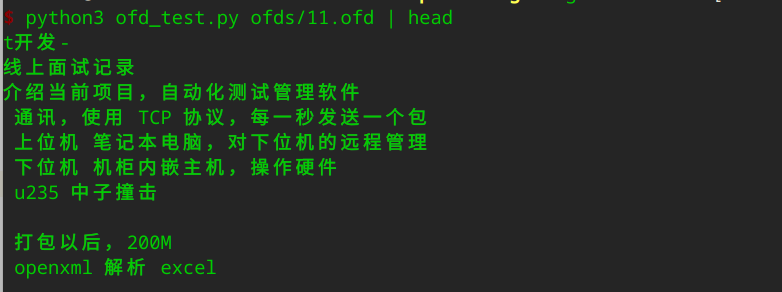 $ python3 ofd_test.py ofds/11.ofd | head
t开发-
线上面试记录
介绍当前项目，自动化测试管理软件
通讯，使用 TCP 协议，每一秒发送一个包
上位机 笔记本电脑，对下位机的远程管理
下位机 机柜内嵌主机，操作硬件
u235 中子撞击
打包以后，200M
openxml 解析 excel